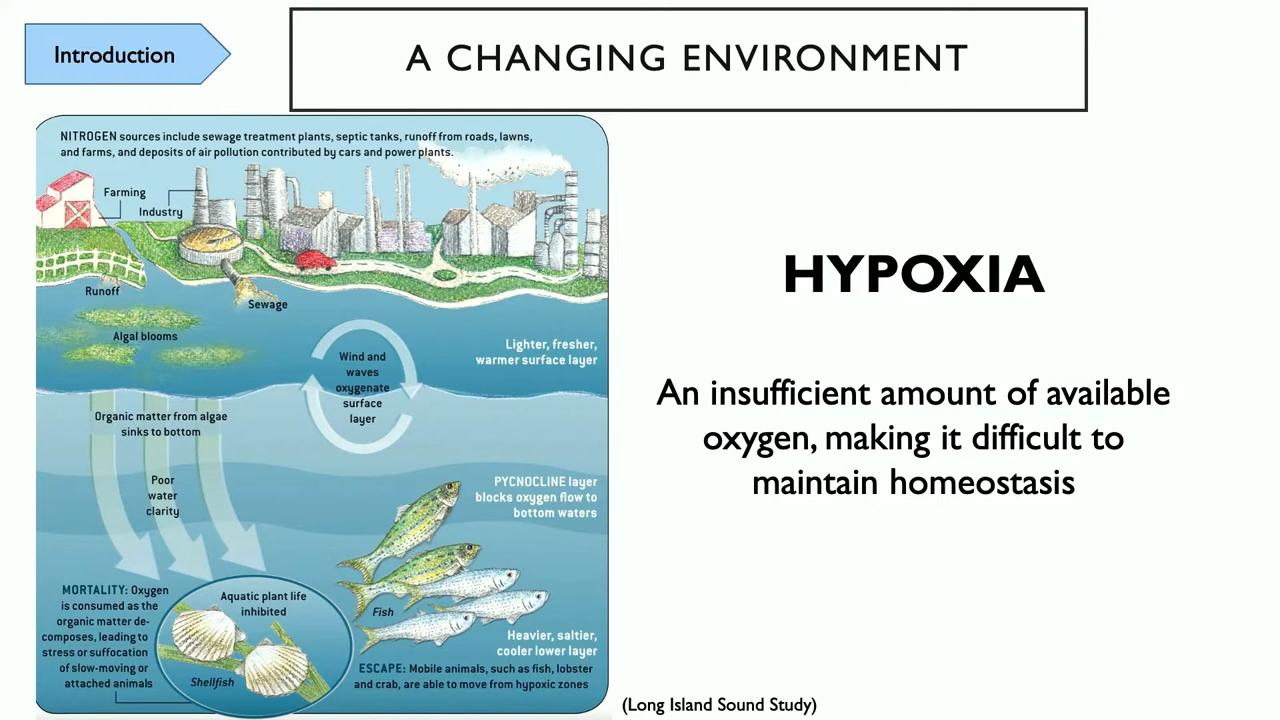 Introduction
A CHANGING ENVIRONMENT
NITROGEN sources include sewage treatment plants, septic tanks, runoff from roads, lawns,
and farms, and deposits of air pollution contributed by cars and power plants.
Farming
Industry
Runoff
Sewage
Algal blooms
Lighter, fresher,
warmer surface layer
Wind and
waves
oxygenate
surface
layer
Organic matter from algae
sinks to bottom
Poor
water
clarity
PYCNOCLINE layer
blocks oxygen flow to
bottom waters
MORTALITY: Oxygen
is consumed as the
organic matter de-
composes, leading to
stress or suffocation
of slow-moving or
attached animals
Aquatic plant life
inhibited
Shellfish
Fish
Heavier, saltier,
cooler lower layer
ESCAPE: Mobile animals, such as fish, lobster
and crab, are able to move from hypoxic zones
HYPOXIA
An insufficient amount of available
oxygen, making it difficult to
maintain homeostasis
(Long Island Sound Study)